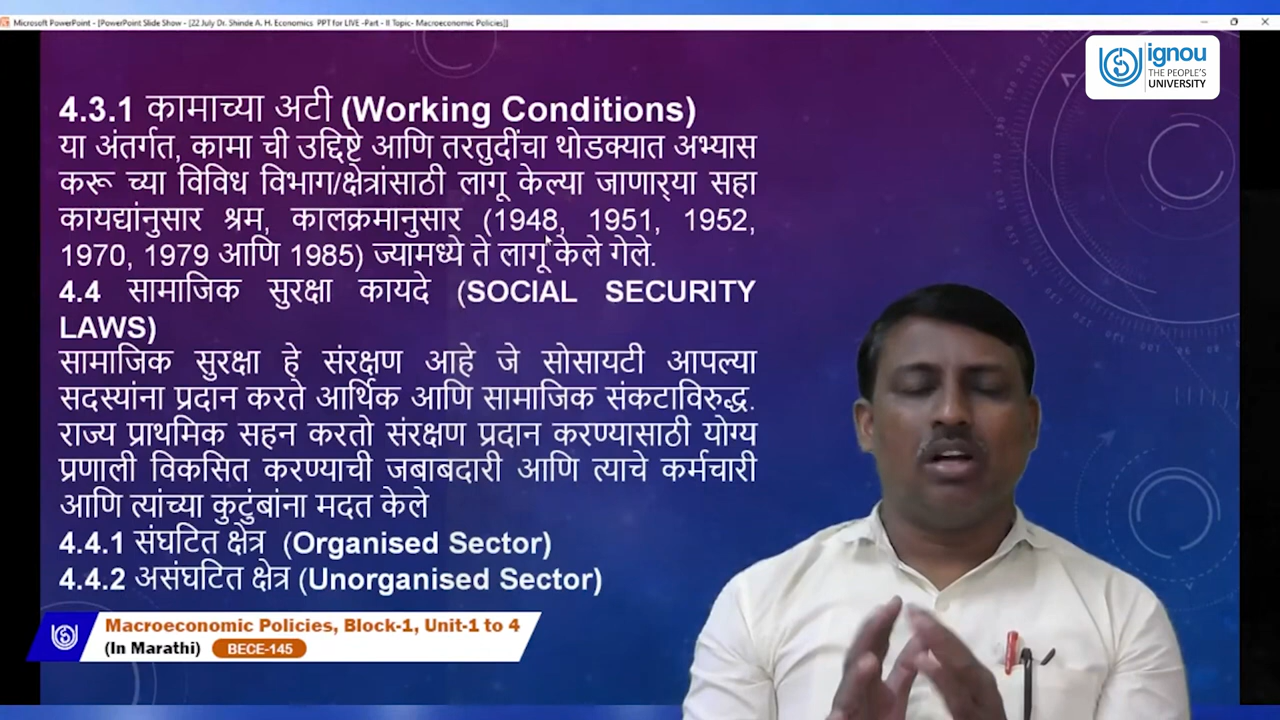 Microsoft PowerPoint - [PowerPoint Slide Show - [22 July Dr. Shinde A. H. Economics PPT for LIVE -Part - II Topic- Macroeconomic Policies]]
ignou
THE PEOPLE'S
UNIVERSITY
4.3.1 कामाच्या अटी (Working Conditions)
या अंतर्गत, कामा ची उद्दिष्टे आणि तरतुदींचा थोडक्यात अभ्यास
करू च्या विविध विभाग/क्षेत्रांसाठी लागू केल्या जाणाऱ्या सहा
कायद्यांनुसार श्रम, कालक्रमानुसार (1948, 1951, 1952,
1970, 1979 आणि 1985) ज्यामध्ये ते लागू केले गेले.
4.4 सामाजिक सुरक्षा कायदे (SOCIAL SECURITY
LAWS)
सामाजिक सुरक्षा हे संरक्षण आहे जे सोसायटी आपल्या
सदस्यांना प्रदान करते आर्थिक आणि सामाजिक संकटाविरुद्ध.
राज्य प्राथमिक सहन करतो संरक्षण प्रदान करण्यासाठी योग्य
प्रणाली विकसित करण्याची जबाबदारी आणि त्याचे कर्मचारी
आणि त्यांच्या कुटुंबांना मदत केले
4.4.1 संघटित क्षेत्र (Organised Sector)
4.4.2 असंघटित क्षेत्र (Unorganised Sector)
Macroeconomic Policies, Block-1, Unit-1 to 4
(In Marathi) BECE-145